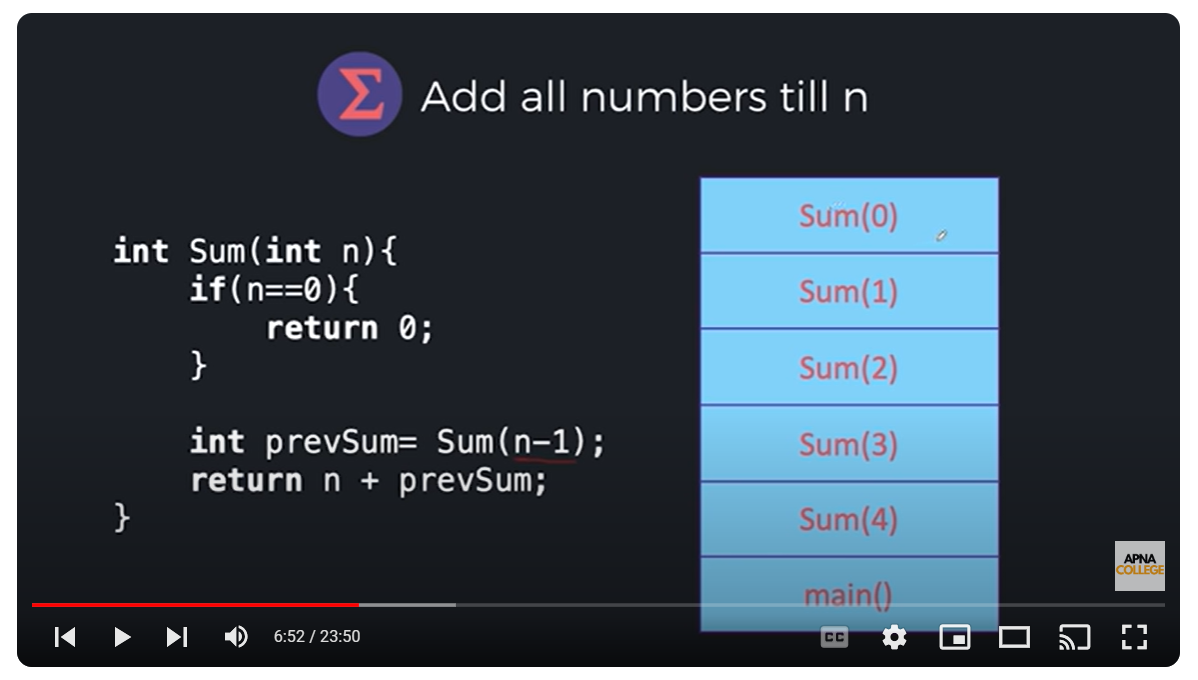 Σ Add all numbers till n
int Sum(int n){
if(n==0){
return 0;
}
int prevSum= Sum(n-1);
return n + prevSum;
}
Sum(0)
Sum(1)
Sum(2)
Sum(3)
Sum(4)
main()
APNA
COLLEGE
6:52 / 23:50
CC